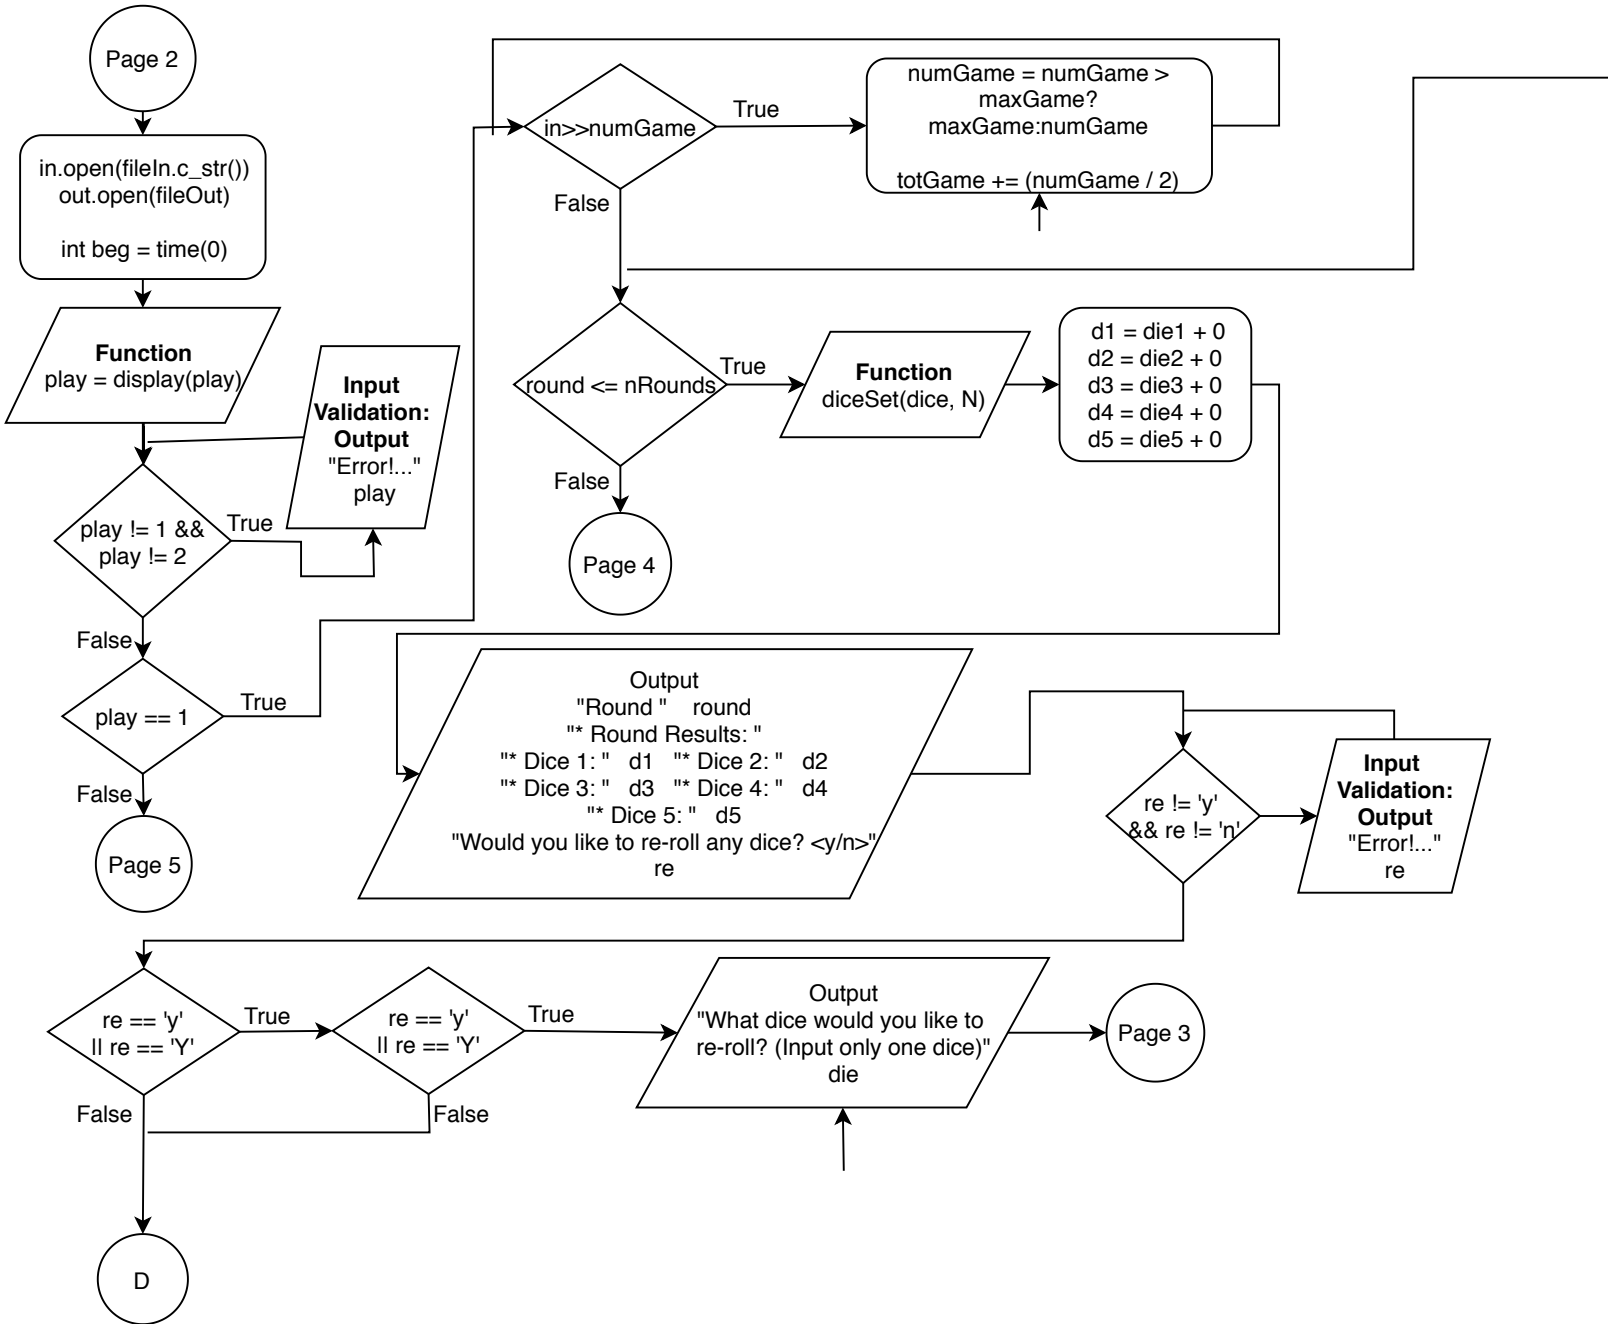 Page 2
in.open(fileIn.c_str())
out.open(fileOut)
int beg = time(0)
Function
play = display(play)
Input
Validation:
Output
"Error!..."
play
play != 1 &&
play != 2
True
False
play == 1
True
False
Page 5
in>>numGame
True
False
numGame = numGame >
maxGame?
maxGame:numGame
totGame += (numGame / 2)
round <= nRounds
True
False
Page 4
Function
diceSet(dice, N)
d1 = die1 + 0
d2 = die2 + 0
d3 = die3 + 0
d4 = die4 + 0
d5 = die5 + 0
Output
"Round " round
"* Round Results: "
"* Dice 1: " d1 "* Dice 2: " d2
"* Dice 3: " d3 "* Dice 4: " d4
"* Dice 5: " d5
"Would you like to re-roll any dice? <y/n>"
re
re != 'y'
&& re != 'n'
Input
Validation:
Output
"Error!..."
re
re == 'y'
|| re == 'Y'
True
False
re == 'y'
|| re == 'Y'
True
False
Output
"What dice would you like to
re-roll? (Input only one dice)"
die
Page 3
D